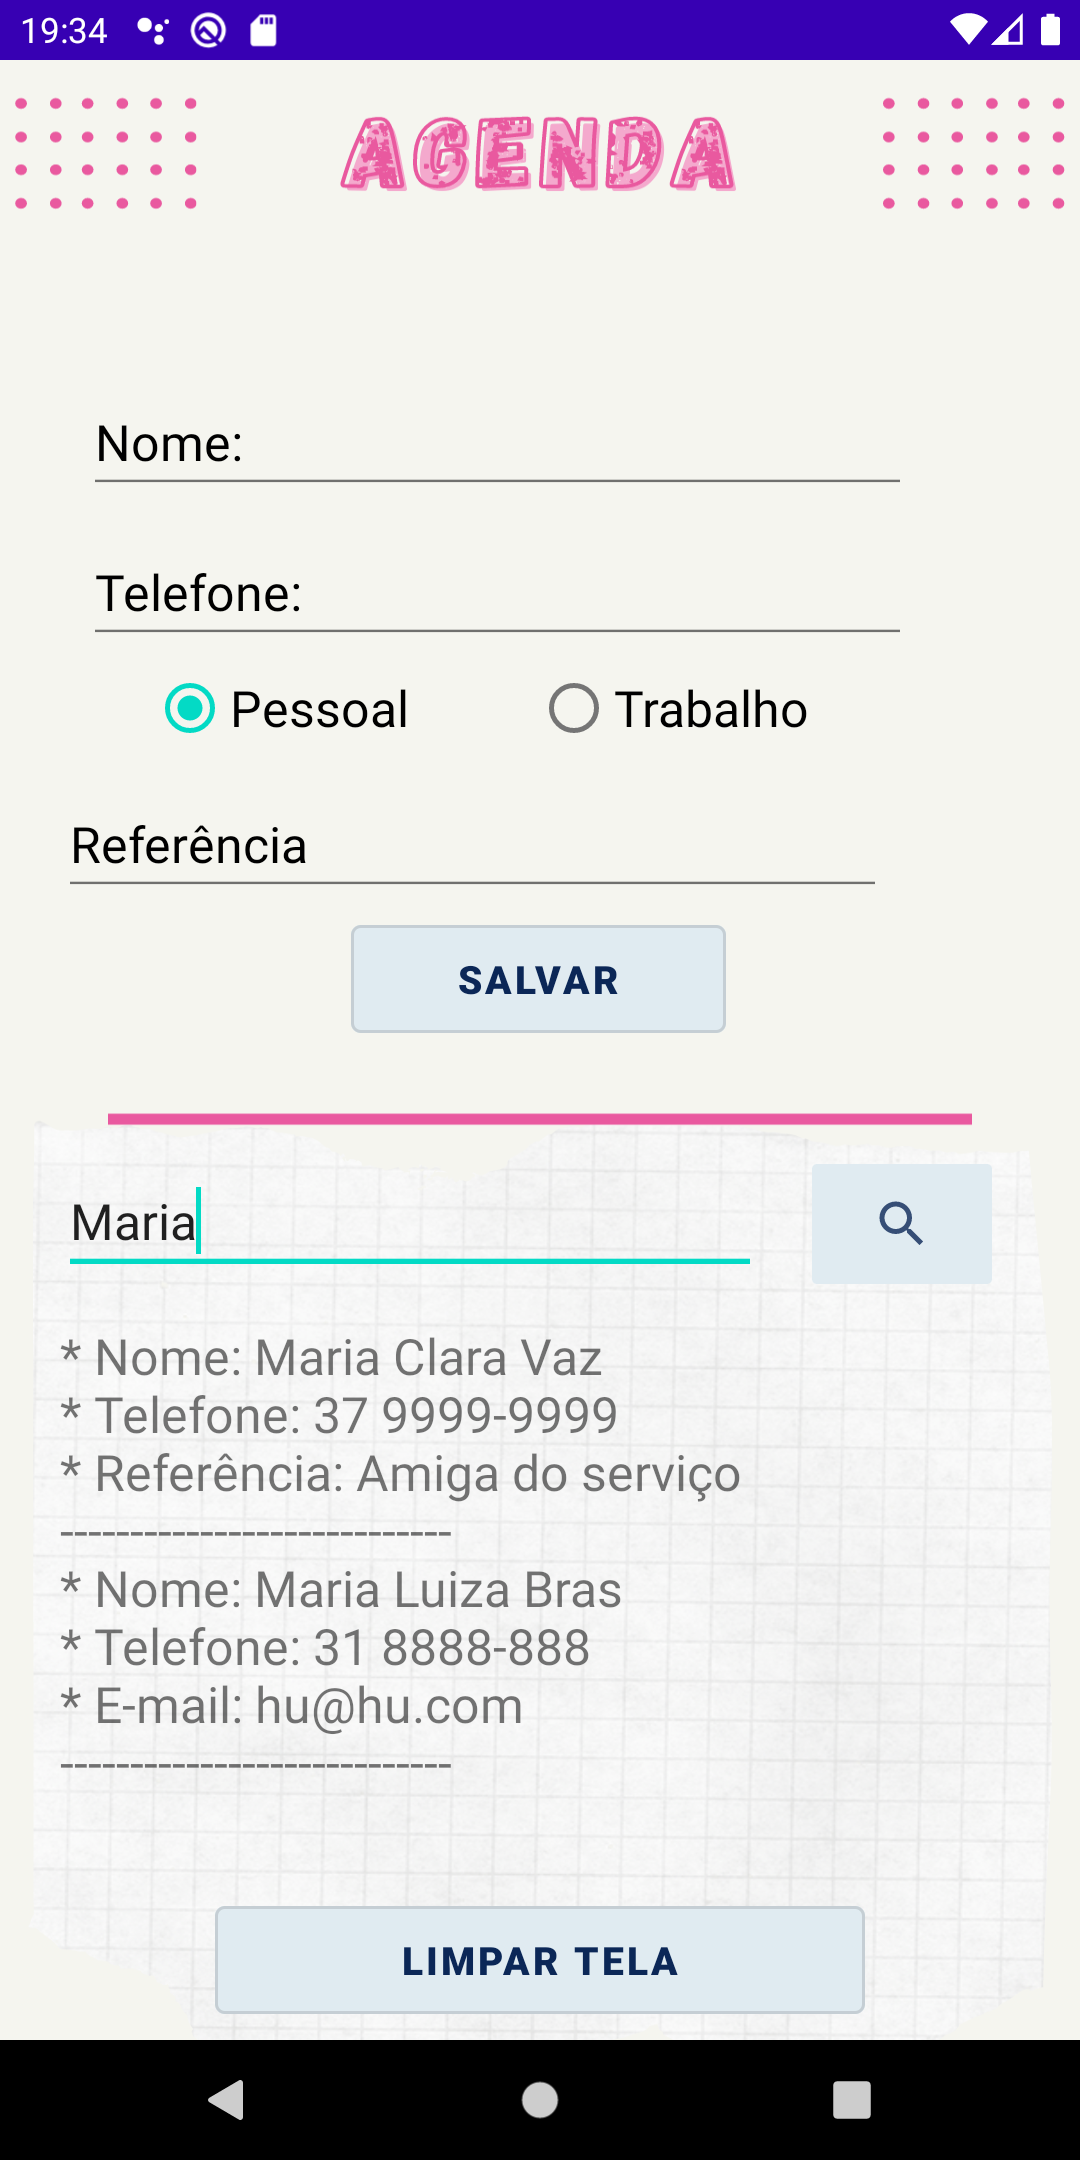 19:34
AGENDA
Nome:
Telefone:
Pessoal Trabalho
Referência
SALVAR
Maria
* Nome: Maria Clara Vaz
* Telefone: 37 9999-9999
* Referência: Amiga do serviço
----------------------------
* Nome: Maria Luiza Bras
* Telefone: 31 8888-888
* E-mail: hu@hu.com
----------------------------
LIMPAR TELA